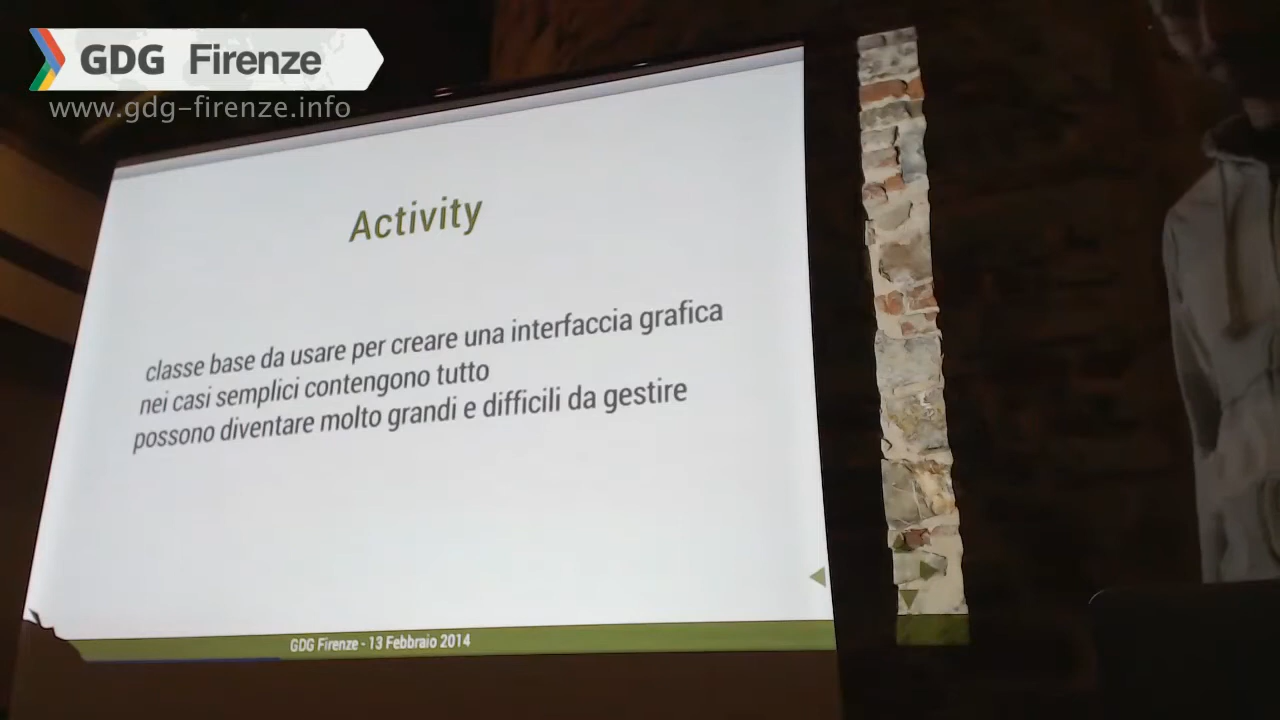 GDG Firenze
www.gdg-firenze.info
Activity
classe base da usare per creare una interfaccia grafica
nei casi semplici contengono tutto
possono diventare molto grandi e difficili da gestire
GDG Firenze - 13 Febbraio 2014